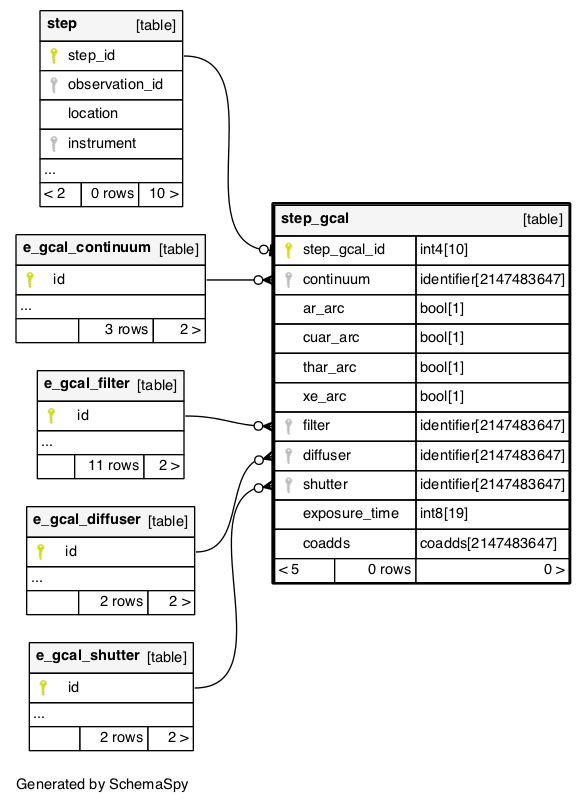 step [table]
step_id
observation_id
location
instrument
...
< 2 0 rows 10 >
e_gcal_continuum [table]
id
...
3 rows 2 >
e_gcal_filter [table]
id
...
11 rows 2 >
e_gcal_diffuser [table]
id
...
2 rows 2 >
e_gcal_shutter [table]
id
...
2 rows 2 >
step_gcal [table]
step_gcal_id int4[10]
continuum identifier[2147483647]
ar_arc bool[1]
cuar_arc bool[1]
thar_arc bool[1]
xe_arc bool[1]
filter identifier[2147483647]
diffuser identifier[2147483647]
shutter identifier[2147483647]
exposure_time int8[19]
coadds coadds[2147483647]
< 5 0 rows 0 >
Generated by SchemaSpy